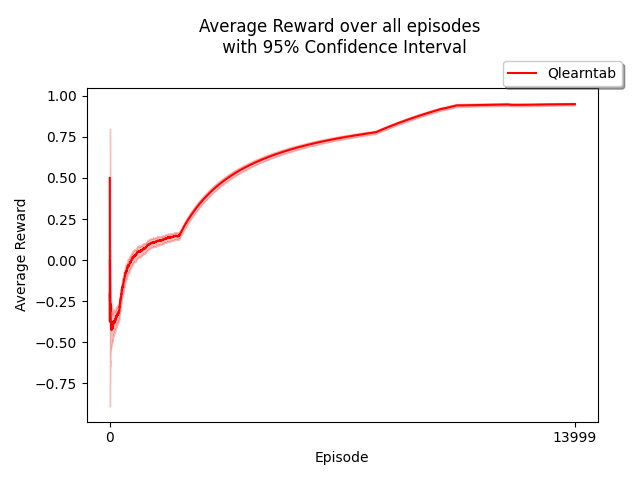 Average Reward over all episodes
with 95% Confidence Interval
Qlearntab
1.00
0.75
0.50
0.25
0.00
−0.25
−0.50
−0.75
Average Reward
0
13999
Episode